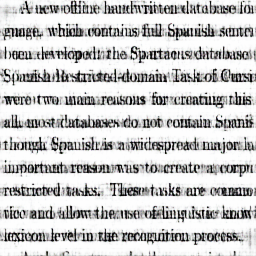 A new offline handwritten database fo
guage, which contains full Spanish sente
been developed: the Spartacus database
Spanish Restricted-domain Task of Cursi
were two main reasons for creating this
all, most databases do not contain Spani
though Spanish is a widespread major la
important reason was to create a corpu
restricted tasks. These tasks are common
tice and allow the use of linguistic know
lexicon level in the recognition process.